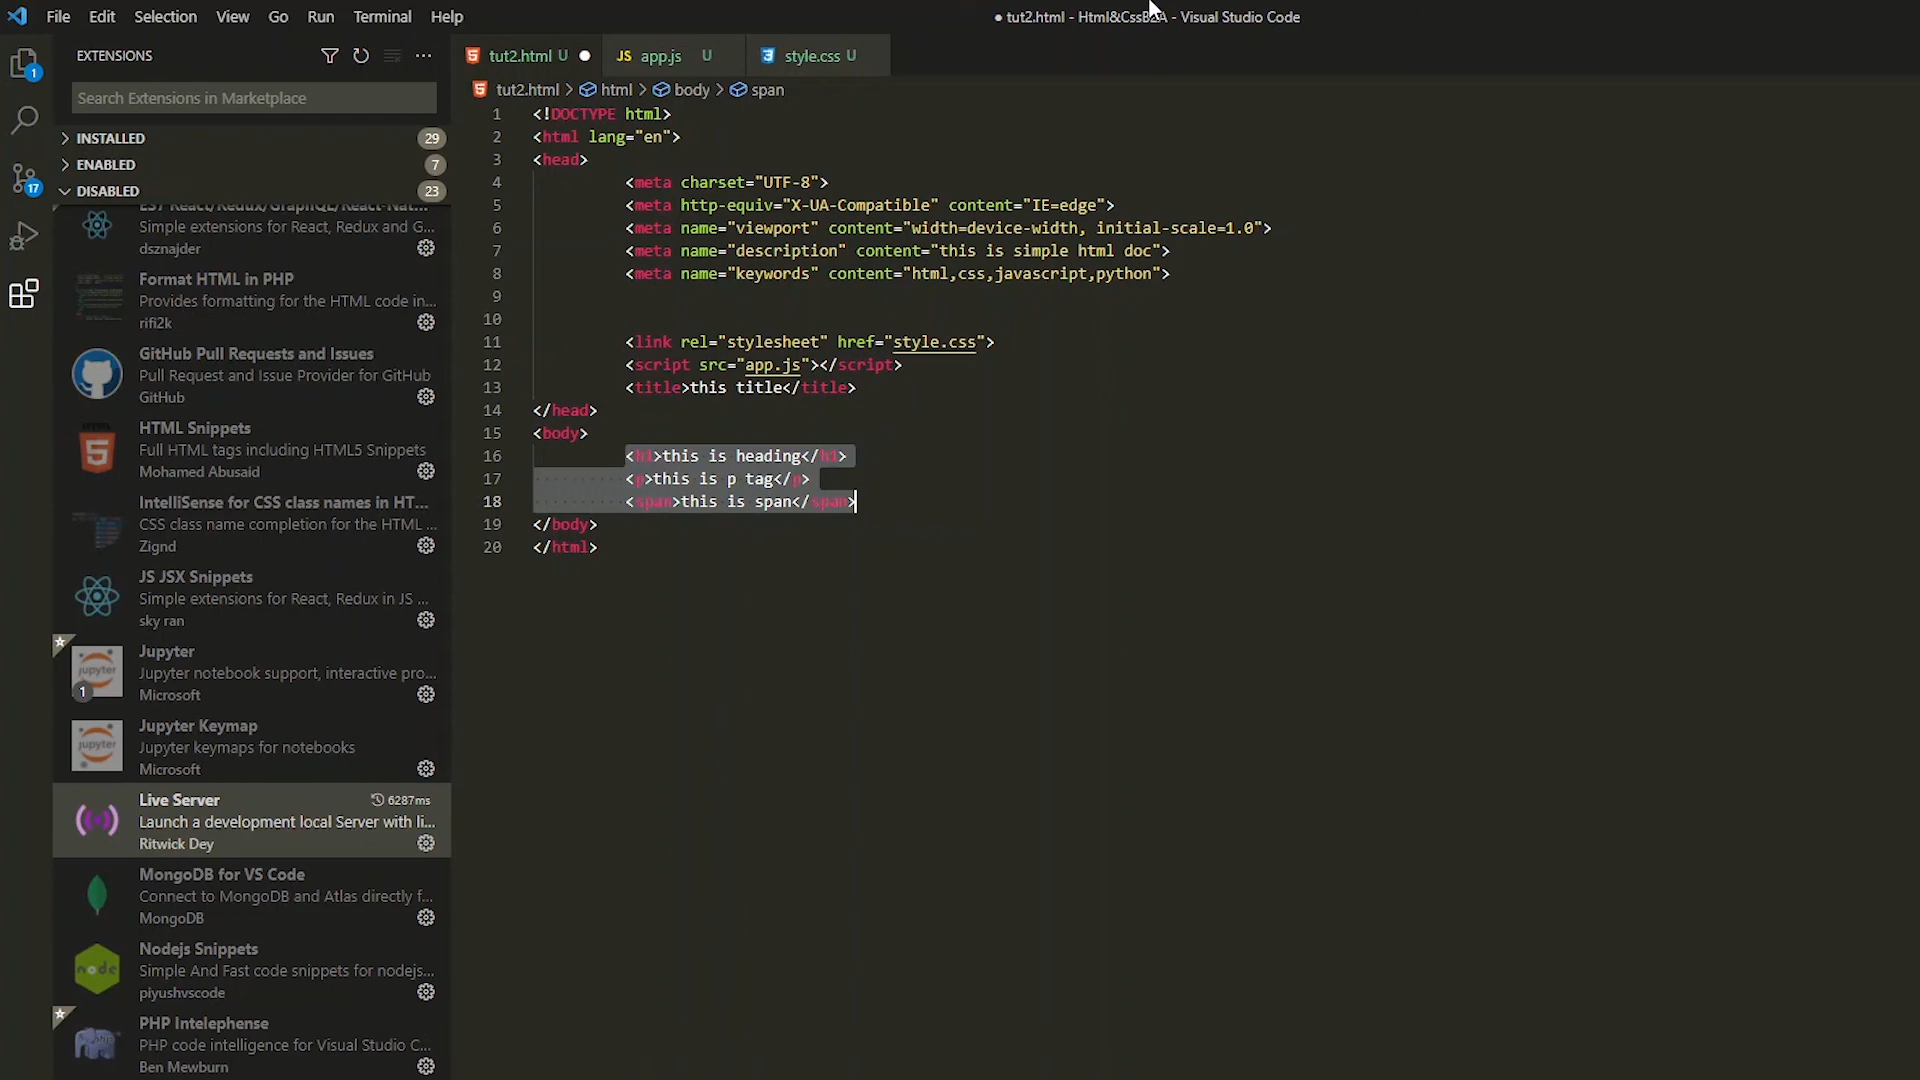 File Edit Selection View Go Run Terminal Help
● tut2.html - Html&CssB2A - Visual Studio Code
EXTENSIONS
tut2.html U
JS app.js U
style.css U
Search Extensions in Marketplace
tut2.html > html > body > span
INSTALLED 29
ENABLED 7
DISABLED 23
1
17
ES7 React/Redux/GraphQL/React-Nat...
Simple extensions for React, Redux and G...
dsznajder
Format HTML in PHP
Provides formatting for the HTML code in...
rifi2k
GitHub Pull Requests and Issues
Pull Request and Issue Provider for GitHub
GitHub
HTML Snippets
Full HTML tags including HTML5 Snippets
Mohamed Abusaid
IntelliSense for CSS class names in HT...
CSS class name completion for the HTML ...
Zignd
JS JSX Snippets
Simple extensions for React, Redux in JS ...
sky ran
Jupyter
Jupyter notebook support, interactive pro...
1 Microsoft
Jupyter Keymap
Jupyter keymaps for notebooks
Microsoft
Live Server 6287ms
Launch a development local Server with li...
Ritwick Dey
MongoDB for VS Code
Connect to MongoDB and Atlas directly f...
MongoDB
Nodejs Snippets
Simple And Fast code snippets for nodejs...
piyushvscode
PHP Intelephense
PHP code intelligence for Visual Studio C...
Ben Mewburn
1 <!DOCTYPE html>
2 <html lang="en">
3 <head>
4 <meta charset="UTF-8">
5 <meta http-equiv="X-UA-Compatible" content="IE=edge">
6 <meta name="viewport" content="width=device-width, initial-scale=1.0">
7 <meta name="description" content="this is simple html doc">
8 <meta name="keywords" content="html,css,javascript,python">
9
10
11 <link rel="stylesheet" href="style.css">
12 <script src="app.js"></script>
13 <title>this title</title>
14 </head>
15 <body>
16 <h1>this is heading</h1>
17 <p>this is p tag</p>
18 <span>this is span</span>
19 </body>
20 </html>